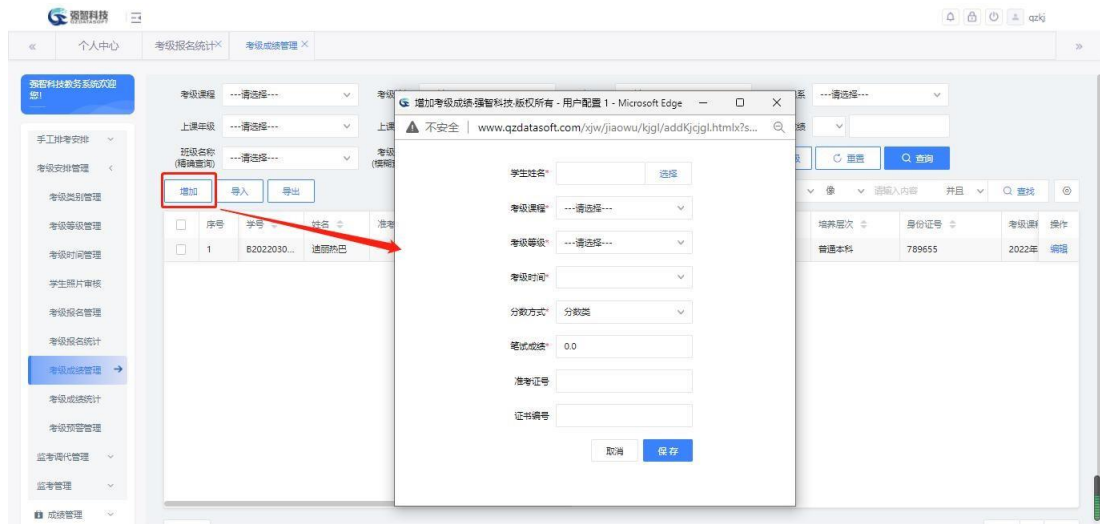 强智科技
QZDATASOFT
qzkj
个人中心
考级报名统计
考级成绩管理
强智科技教务系统欢迎
您!
手工排考安排
考级安排管理
考级类别管理
考级等级管理
考级时间管理
学生照片审核
考级报名管理
考级报名统计
考级成绩管理
考级成绩统计
考级预警管理
监考调代管理
监考管理
成绩管理
考级课程 ---请选择---
上课年级 ---请选择---
班级名称
(精确查询) ---请选择---
系 ---请选择---
重置 查询
增加 导入 导出
像 请输入内容 并且 查找
序号 学号 姓名 准考
培养层次 身份证号 考级课程 操作
1 B2022030... 迪丽热巴
普通本科 789655 2022年 编辑
增加考级成绩-强智科技-版权所有 - 用户配置 1 - Microsoft Edge
不安全 www.qzdatasoft.com/xjw/jiaowu/kjgl/addKjcjgl.htmlx?s...
学生姓名* 选择
考级课程* ---请选择---
考级等级* ---请选择---
考级时间*
分数方式* 分数类
笔试成绩* 0.0
准考证号
证书编号
取消 保存